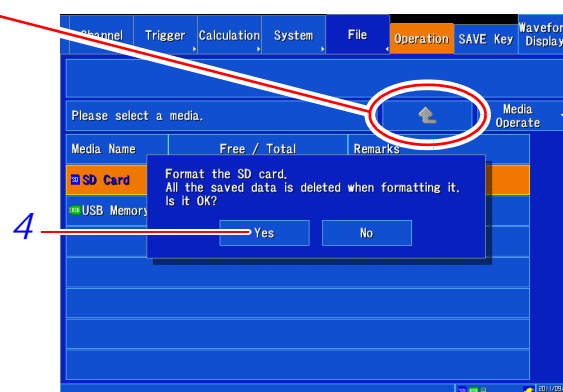 Channel Trigger Calculation System File Operation SAVE Key
Display
Please select a media.
Media
Operate
Media Name Free / Total Remarks
SD Card
USB Memory
Format the SD card.
All the saved data is deleted when formatting it.
Is it OK?
Yes No
4